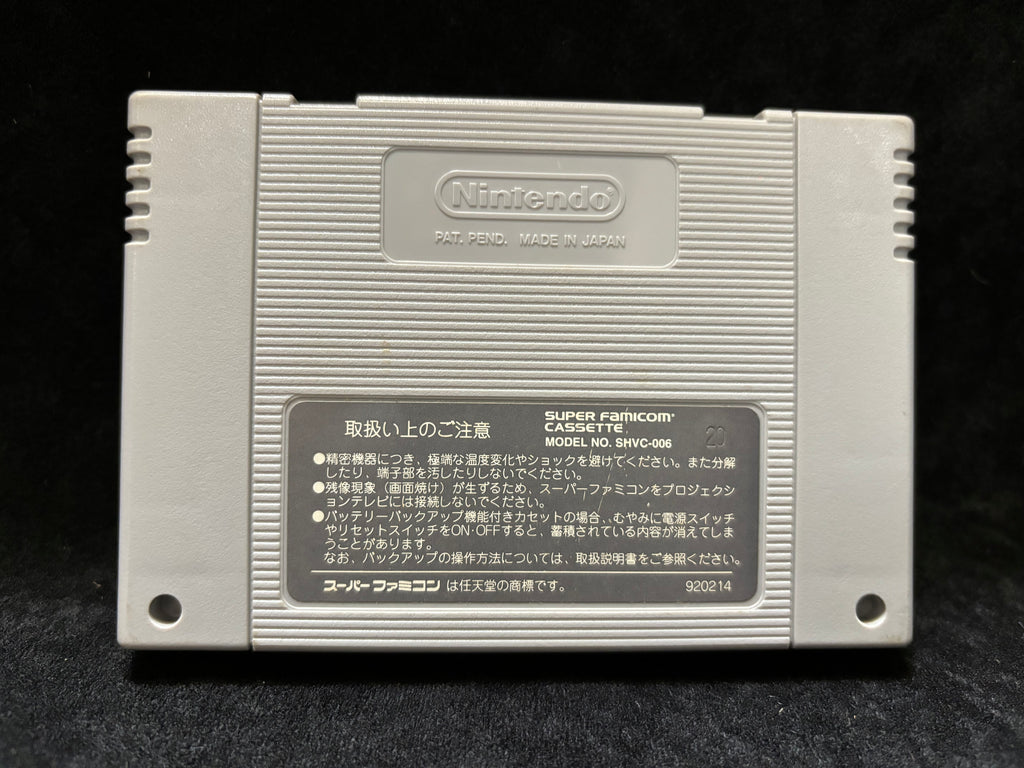 Nintendo®
PAT. PEND. MADE IN JAPAN
取扱い上のご注意
SUPER FAMICOM®
CASSETTE
MODEL NO. SHVC-006
20
●精密機器につき、極端な温度変化やショックを避けてください。また分解
したり、端子部を汚したりしないでください。
●残像現象（画面焼け）が生ずるため、スーパーファミコンをプロジェクシ
ョンテレビには接続しないでください。
●バッテリーバックアップ機能付きカセットの場合、むやみに電源スイッチ
やリセットスイッチをON・OFFすると、蓄積されている内容が消えてしま
うことがあります。
なお、バックアップの操作方法については、取扱説明書をご参照ください。
スーパーファミコン は任天堂の商標です。
920214